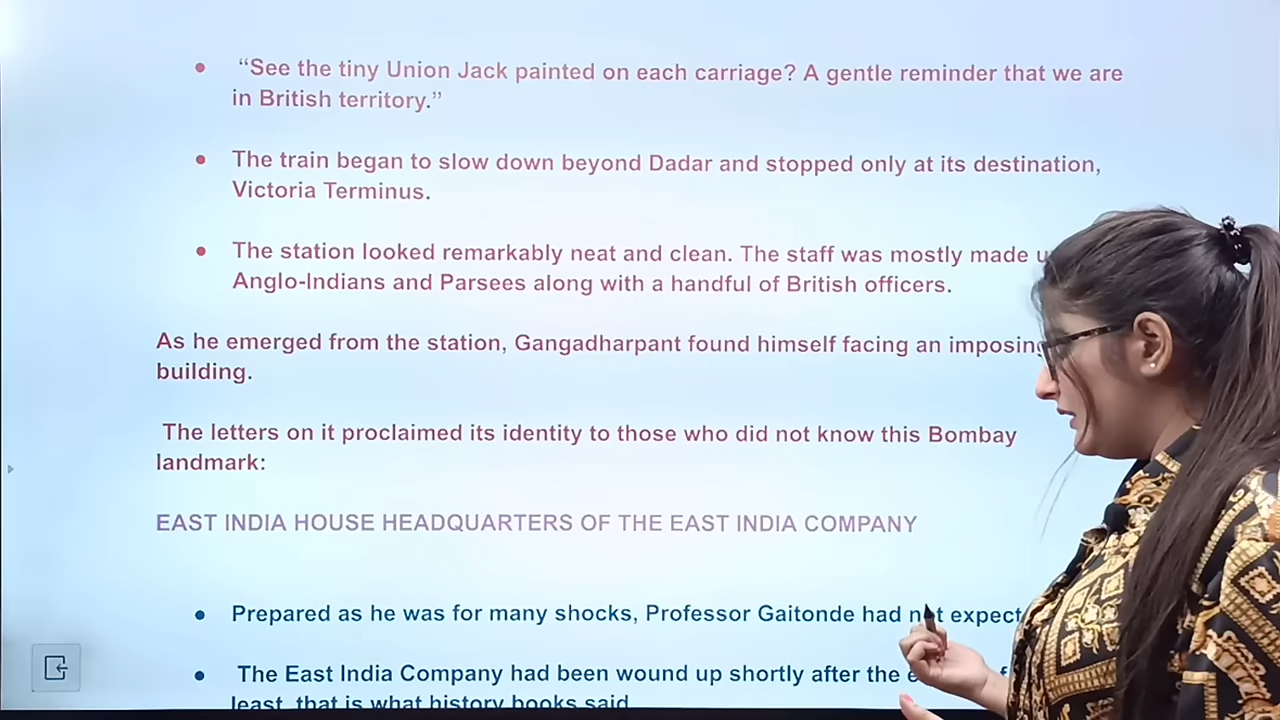 “See the tiny Union Jack painted on each carriage? A gentle reminder that we are
in British territory.”
The train began to slow down beyond Dadar and stopped only at its destination,
Victoria Terminus.
The station looked remarkably neat and clean. The staff was mostly made
Anglo-Indians and Parsees along with a handful of British officers.
As he emerged from the station, Gangadharpant found himself facing an imposing
building.
The letters on it proclaimed its identity to those who did not know this Bombay
landmark:
EAST INDIA HOUSE HEADQUARTERS OF THE EAST INDIA COMPANY
Prepared as he was for many shocks, Professor Gaitonde had not expect
The East India Company had been wound up shortly after the
least, that is what history books said